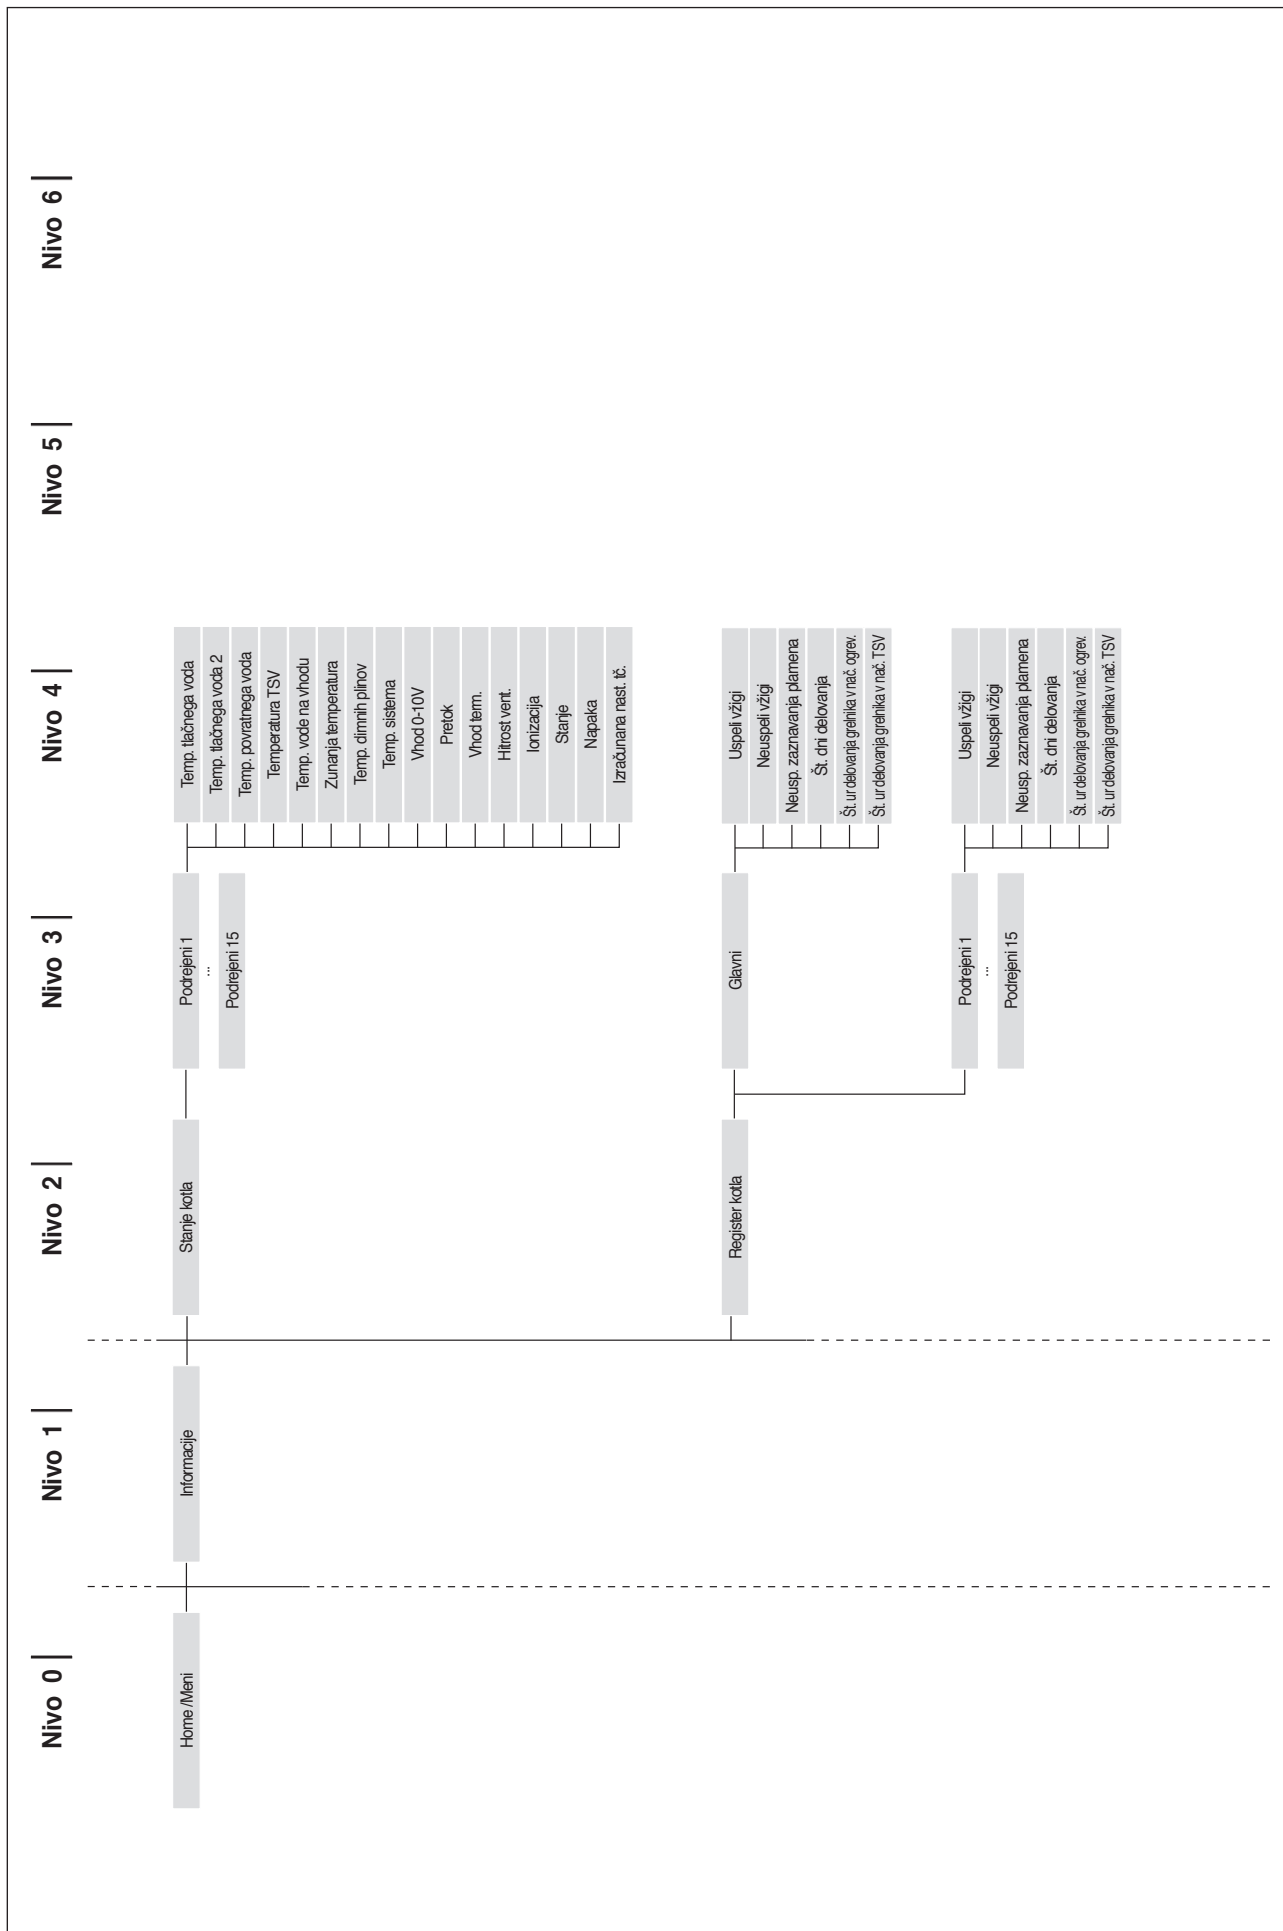 Nivo 0
Nivo 1
Nivo 2
Nivo 3
Nivo 4
Nivo 5
Nivo 6
Home /Meni
Informacije
Stanje kotla
Podrejeni 1
...
Podrejeni 15
Temp. tlačnega voda
Temp. tlačnega voda 2
Temp. povratnega voda
Temperatura TSV
Temp. vode na vhodu
Zunanja temperatura
Temp. dimnih plinov
Temp. sistema
Vhod 0-10V
Pretok
Vhod term.
Hitrost vent.
Ionizacija
Stanje
Napaka
Izračunana nast. tč.
Register kotla
Glavni
Uspeli vžigi
Neuspeli vžigi
Neusp. zaznavanja plamena
Št. dni delovanja
Št. ur delovanja grelnika v nač. ogrev.
Št. ur delovanja grelnika v nač. TSV
Podrejeni 1
...
Podrejeni 15
Uspeli vžigi
Neuspeli vžigi
Neusp. zaznavanja plamena
Št. dni delovanja
Št. ur delovanja grelnika v nač. ogrev.
Št. ur delovanja grelnika v nač. TSV